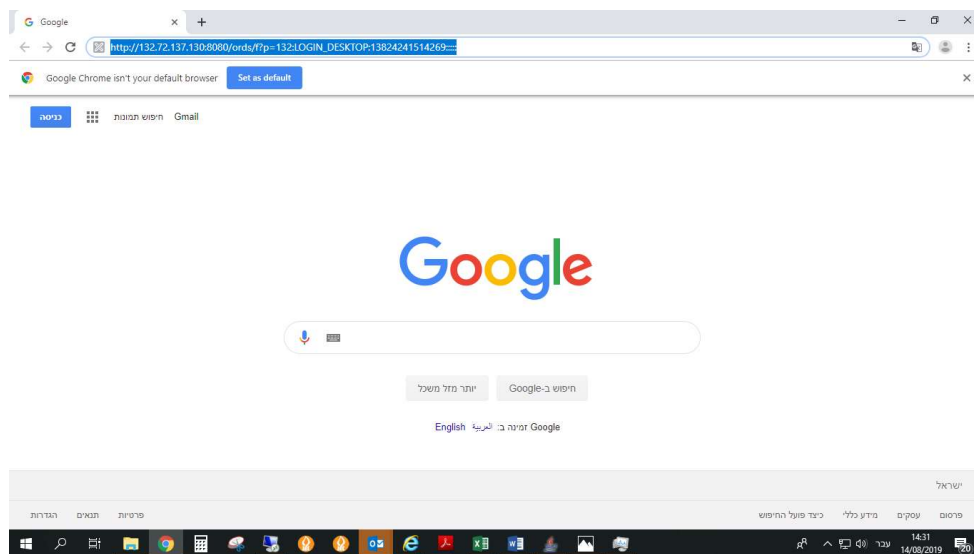 Google
http://132.72.137.130:8080/ords/f?p=132:LOGIN_DESKTOP:13824241514269:::::
Google Chrome isn't your default browser Set as default
Gmail חיפוש תמונות כניסה
Google
חיפוש ב-Google יותר מזל משכל
Google זמינה ב: العربية English
ישראל
פרסום עסקים מידע כללי כיצד פועל החיפוש פרטיות תנאים הגדרות
עבר 14:31
14/08/2019
20